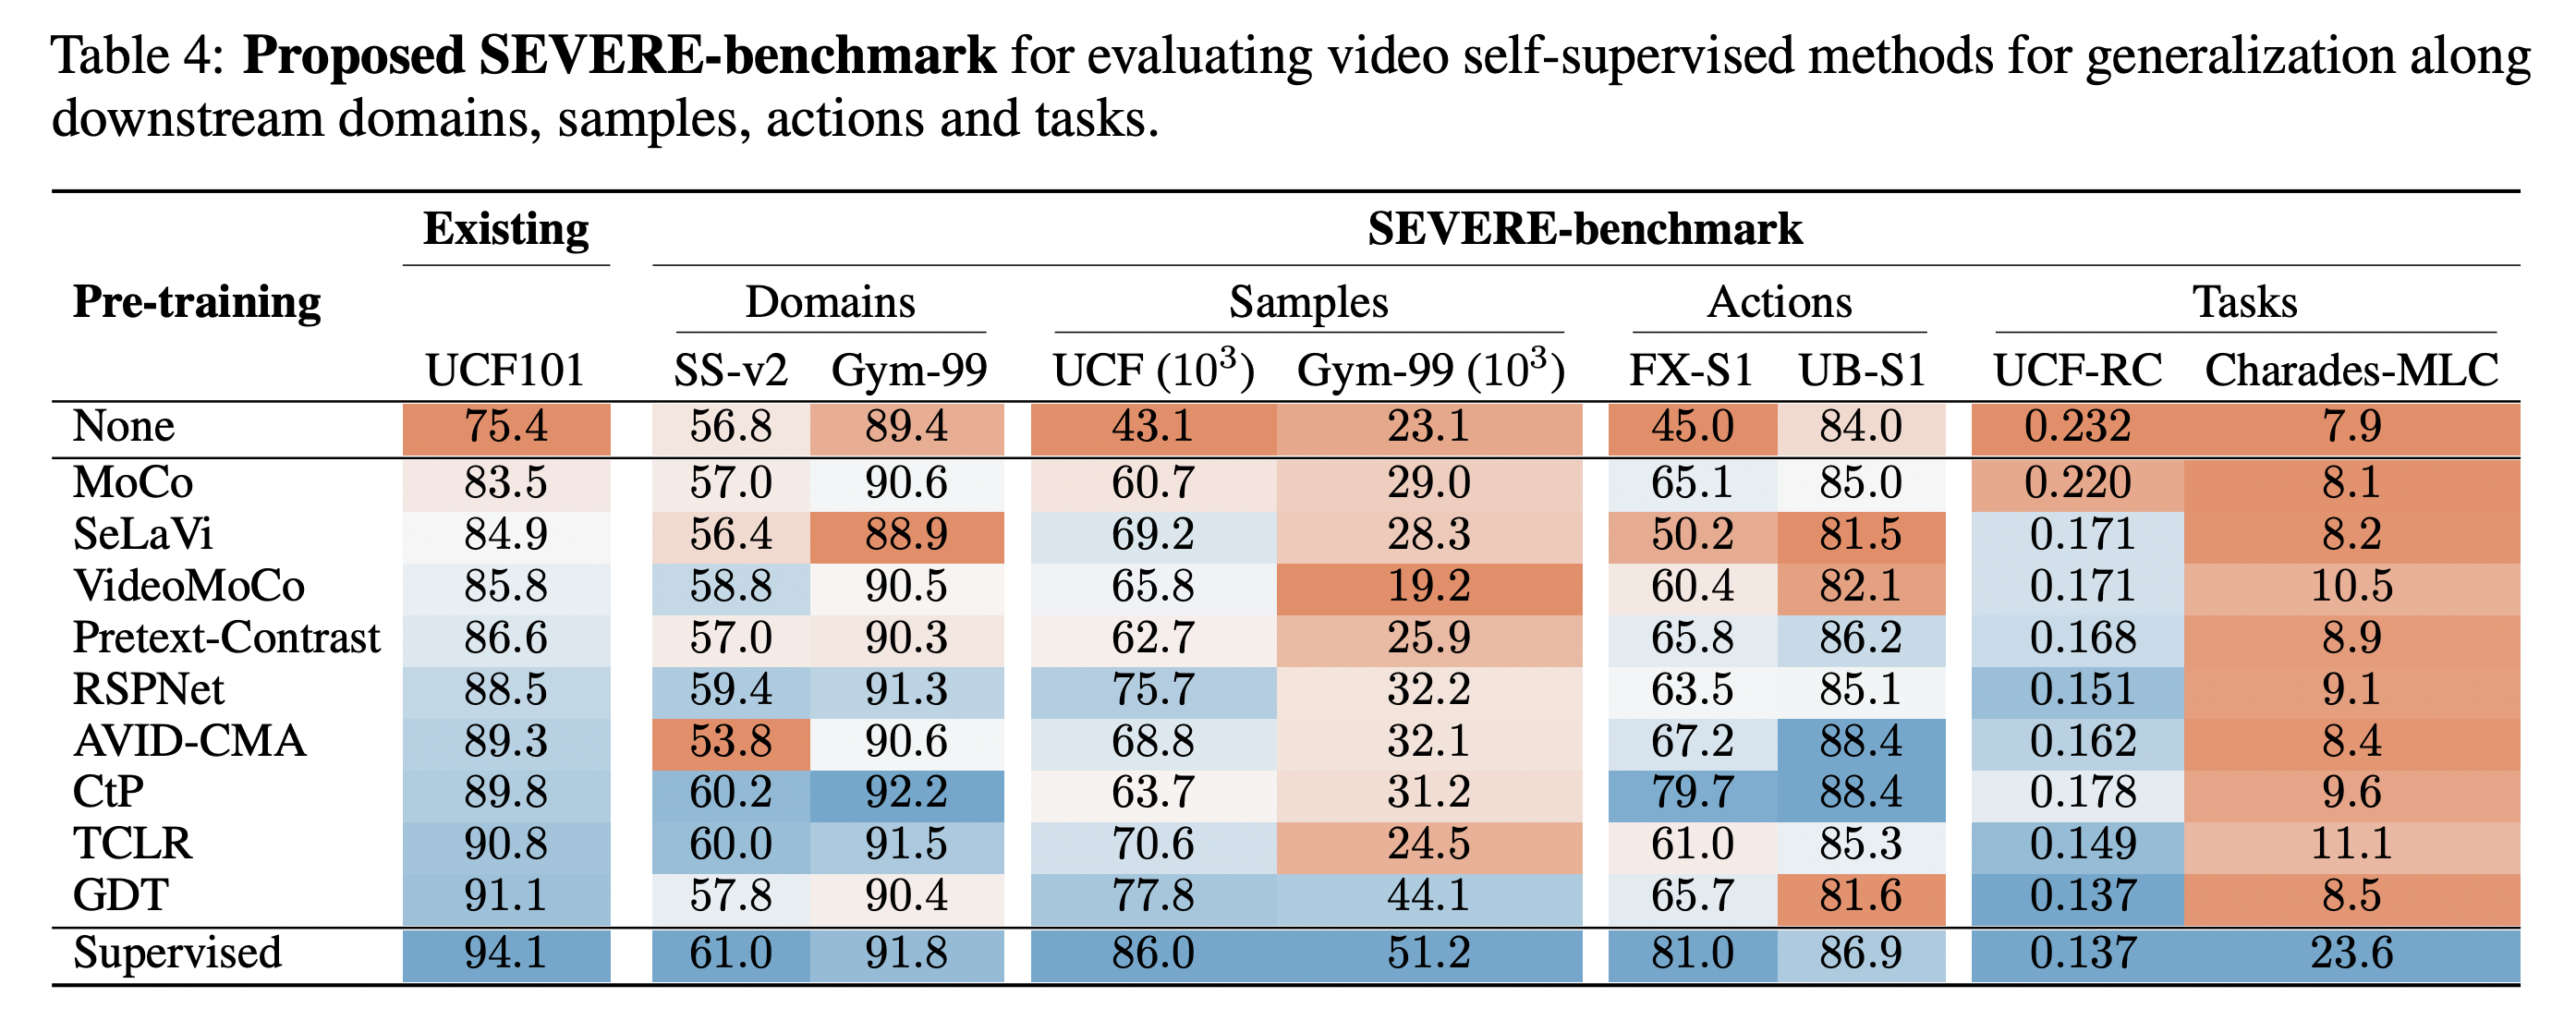 Table 4: Proposed SEVERE-benchmark for evaluating video self-supervised methods for generalization along
downstream domains, samples, actions and tasks.
Existing SEVERE-benchmark
Pre-training Domains Samples Actions Tasks
UCF101 SS-v2 Gym-99 UCF (10³) Gym-99 (10³) FX-S1 UB-S1 UCF-RC Charades-MLC
None 75.4 56.8 89.4 43.1 23.1 45.0 84.0 0.232 7.9
MoCo 83.5 57.0 90.6 60.7 29.0 65.1 85.0 0.220 8.1
SeLaVi 84.9 56.4 88.9 69.2 28.3 50.2 81.5 0.171 8.2
VideoMoCo 85.8 58.8 90.5 65.8 19.2 60.4 82.1 0.171 10.5
Pretext-Contrast 86.6 57.0 90.3 62.7 25.9 65.8 86.2 0.168 8.9
RSPNet 88.5 59.4 91.3 75.7 32.2 63.5 85.1 0.151 9.1
AVID-CMA 89.3 53.8 90.6 68.8 32.1 67.2 88.4 0.162 8.4
CtP 89.8 60.2 92.2 63.7 31.2 79.7 88.4 0.178 9.6
TCLR 90.8 60.0 91.5 70.6 24.5 61.0 85.3 0.149 11.1
GDT 91.1 57.8 90.4 77.8 44.1 65.7 81.6 0.137 8.5
Supervised 94.1 61.0 91.8 86.0 51.2 81.0 86.9 0.137 23.6